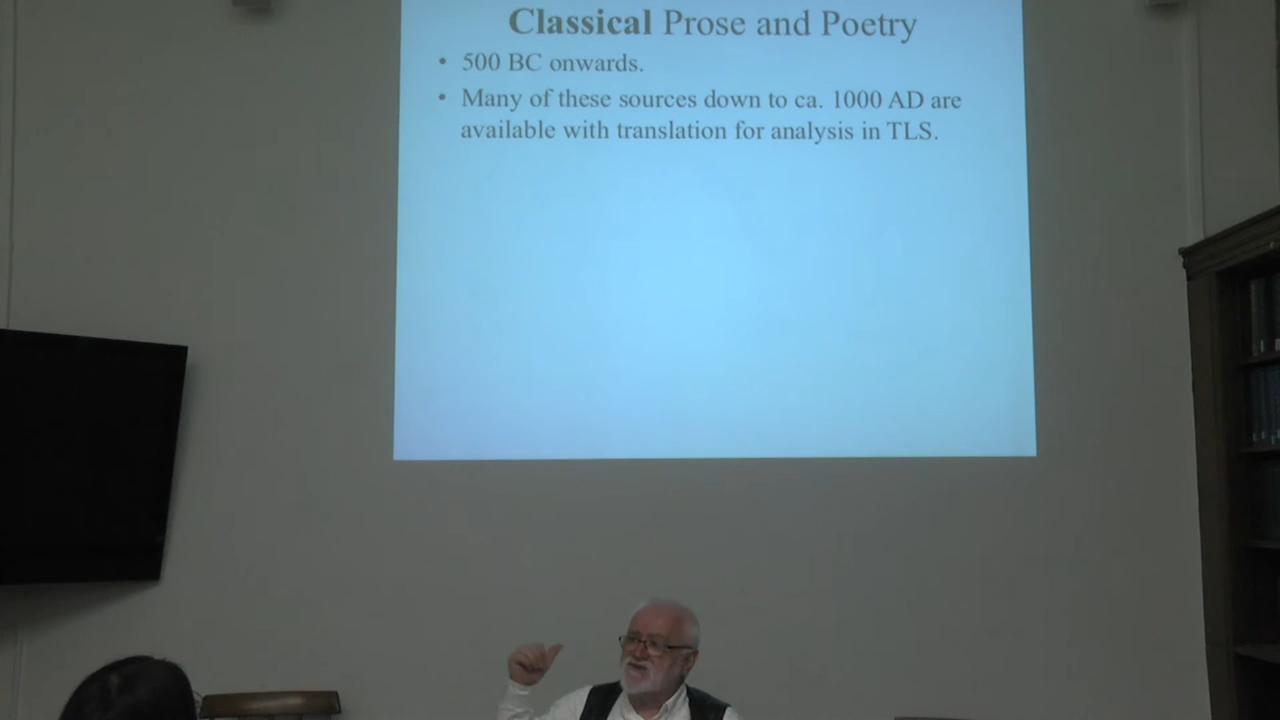 Classical Prose and Poetry
• 500 BC onwards.
• Many of these sources down to ca. 1000 AD are
available with translation for analysis in TLS.